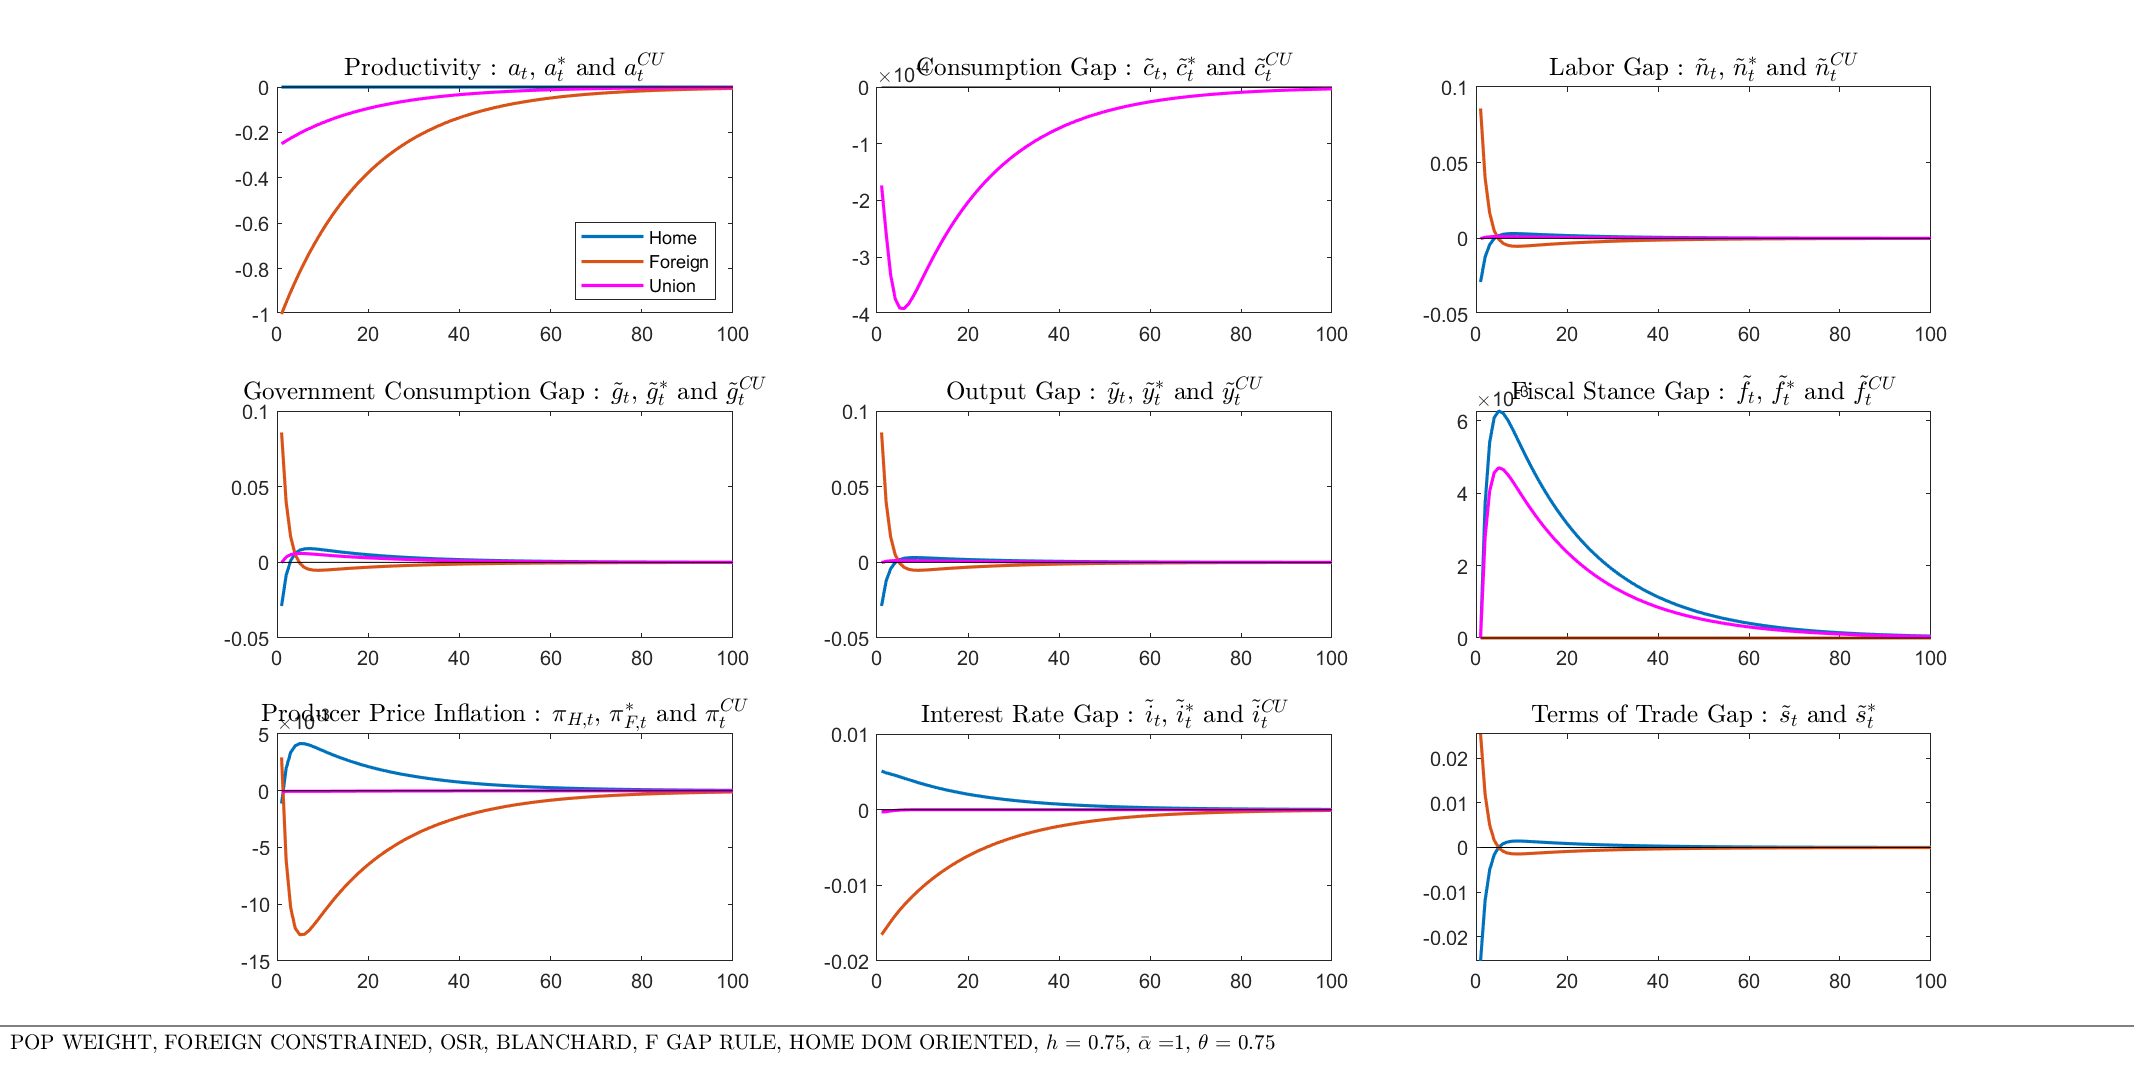 Productivity : a_t, a_t^* and a_t^{CU}
0
-0.2
-0.4
-0.6
-0.8
-1
0 20 40 60 80 100
Home
Foreign
Union
×10^{-4}
Consumption Gap : c̃_t, c̃_t^* and c̃_t^{CU}
0
-1
-2
-3
-4
0 20 40 60 80 100
Labor Gap : ñ_t, ñ_t^* and ñ_t^{CU}
0.1
0.05
0
-0.05
0 20 40 60 80 100
Government Consumption Gap : g̃_t, g̃_t^* and g̃_t^{CU}
0.1
0.05
0
-0.05
0 20 40 60 80 100
Output Gap : ỹ_t, ỹ_t^* and ỹ_t^{CU}
0.1
0.05
0
-0.05
0 20 40 60 80 100
Fiscal Stance Gap : f̃_t, f̃_t^* and f̃_t^{CU}
×10^{-3}
6
4
2
0
0 20 40 60 80 100
Producer Price Inflation : π_{H,t}, π_{F,t}^* and π_t^{CU}
×10^{-3}
5
0
-5
-10
-15
0 20 40 60 80 100
Interest Rate Gap : ĩ_t, ĩ_t^* and ĩ_t^{CU}
0.01
0
-0.01
-0.02
0 20 40 60 80 100
Terms of Trade Gap : s̃_t and s̃_t^*
0.02
0.01
0
-0.01
-0.02
0 20 40 60 80 100
POP WEIGHT, FOREIGN CONSTRAINED, OSR, BLANCHARD, F GAP RULE, HOME DOM ORIENTED, h = 0.75, ᾱ =1, θ = 0.75